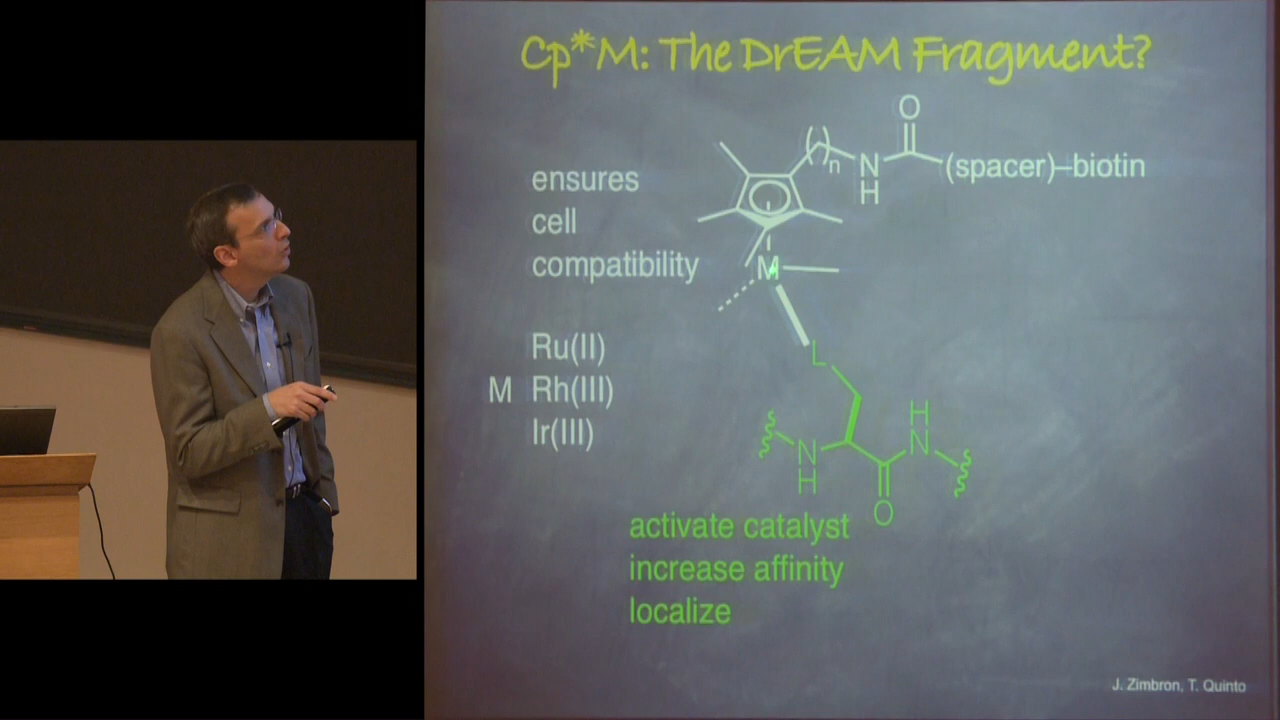 Cp*M: The DrEAM Fragment?
O
( )n
N
H
(spacer)–biotin
ensures
cell
compatibility
M
Ru(II)
M Rh(III)
Ir(III)
L
H
N
N
H
O
activate catalyst
increase affinity
localize
J. Zimbron, T. Quinto